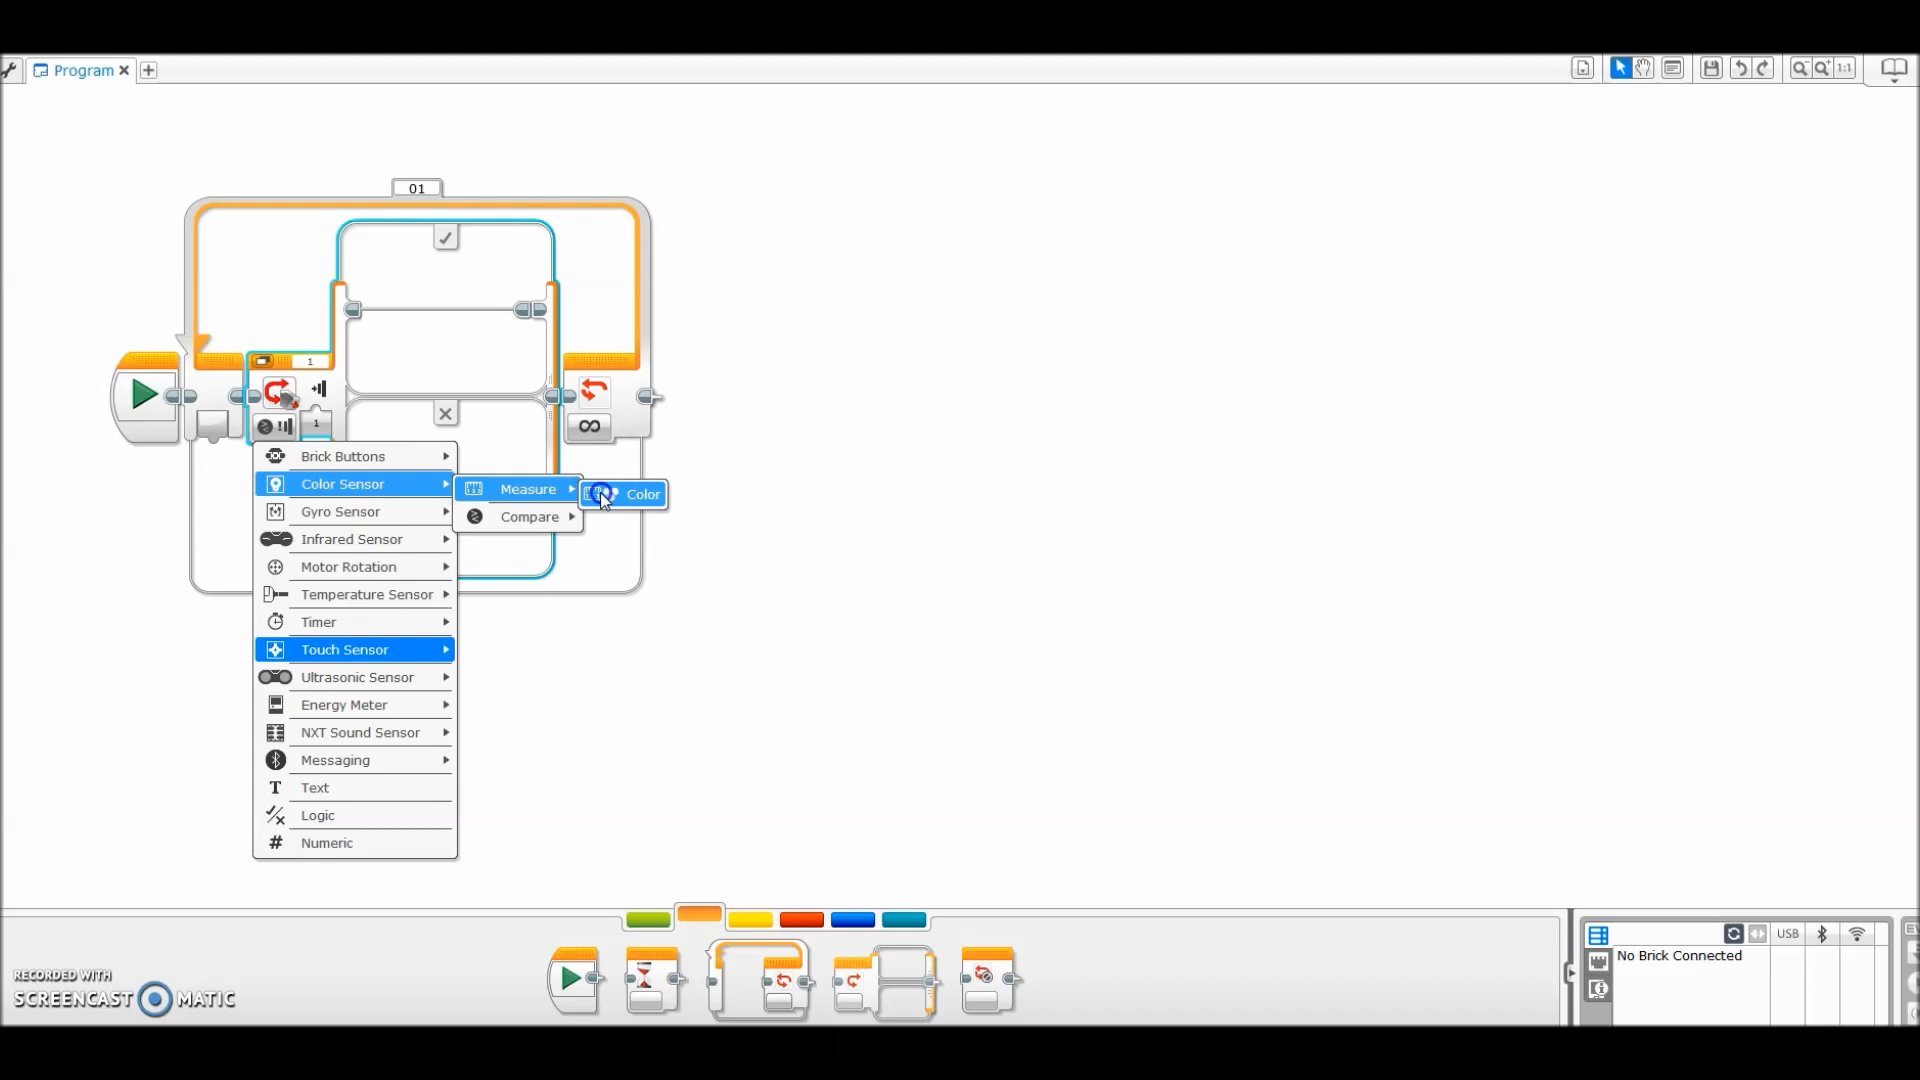 Program
1:1
01
1
1
Brick Buttons
Color Sensor
Measure
Color
Gyro Sensor
Compare
Infrared Sensor
Motor Rotation
Temperature Sensor
Timer
Touch Sensor
Ultrasonic Sensor
Energy Meter
NXT Sound Sensor
Messaging
T Text
Logic
# Numeric
USB
No Brick Connected
RECORDED WITH
SCREENCAST MATIC